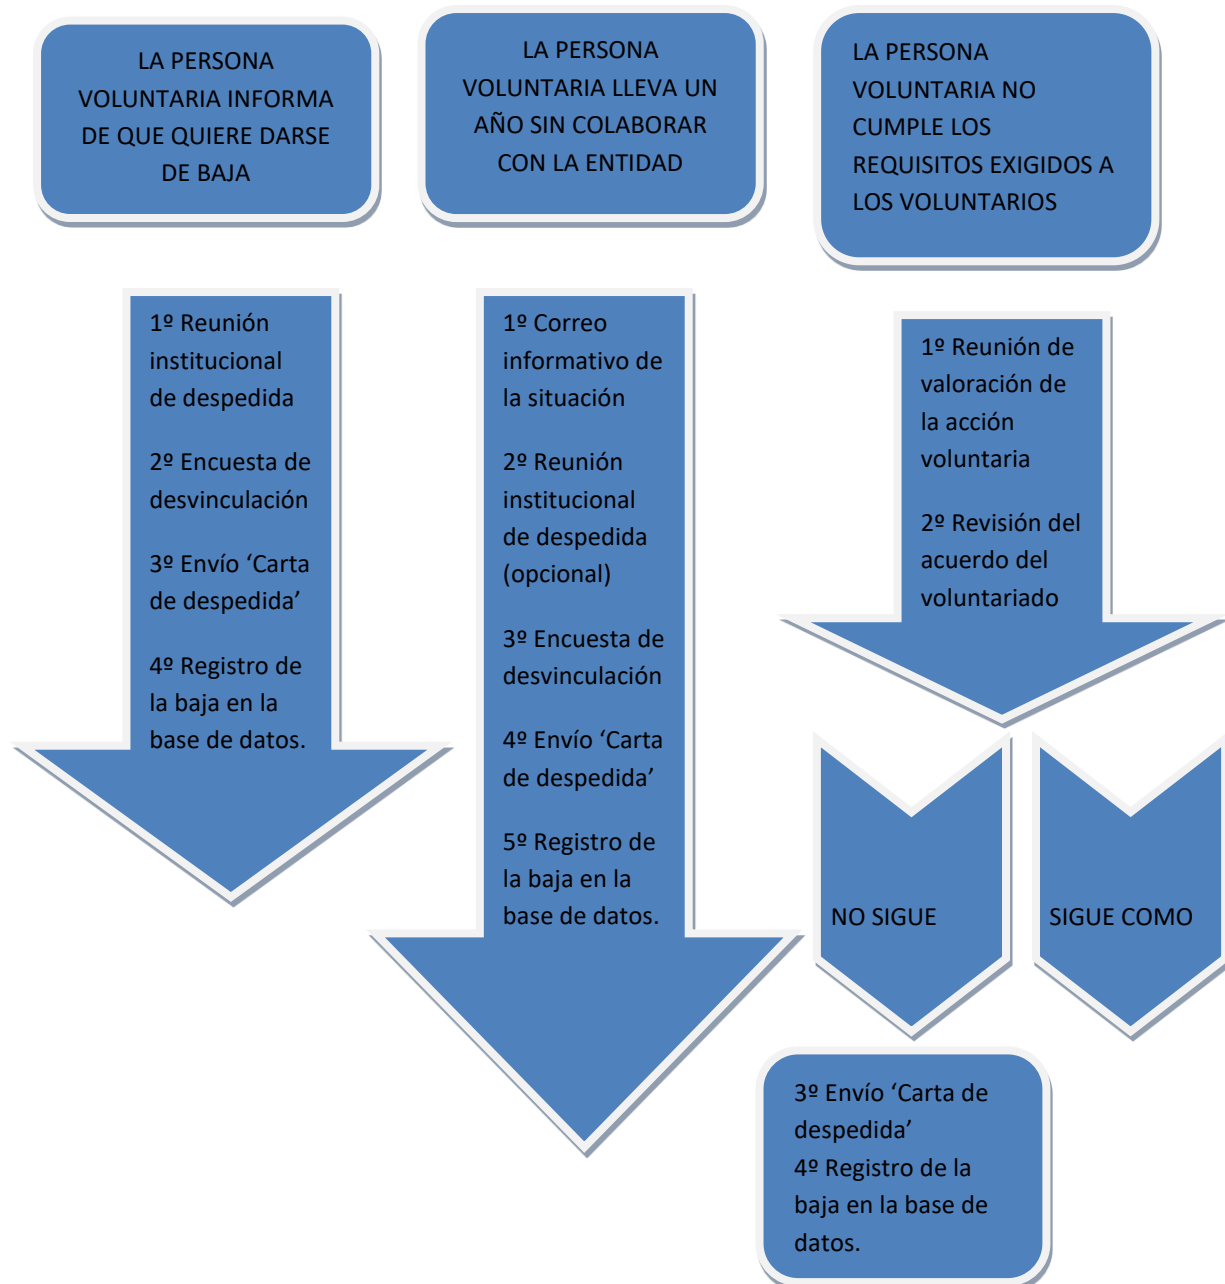 LA PERSONA
VOLUNTARIA INFORMA
DE QUE QUIERE DARSE
DE BAJA
LA PERSONA
VOLUNTARIA LLEVA UN
AÑO SIN COLABORAR
CON LA ENTIDAD
LA PERSONA
VOLUNTARIA NO
CUMPLE LOS
REQUISITOS EXIGIDOS A
LOS VOLUNTARIOS
1º Reunión
institucional
de despedida
2º Encuesta de
desvinculación
3º Envío ‘Carta
de despedida’
4º Registro de
la baja en la
base de datos.
1º Correo
informativo de
la situación
2º Reunión
institucional
de despedida
(opcional)
3º Encuesta de
desvinculación
4º Envío ‘Carta
de despedida’
5º Registro de
la baja en la
base de datos.
1º Reunión de
valoración de
la acción
voluntaria
2º Revisión del
acuerdo del
voluntariado
NO SIGUE
SIGUE COMO
3º Envío ‘Carta de
despedida’
4º Registro de la
baja en la base de
datos.